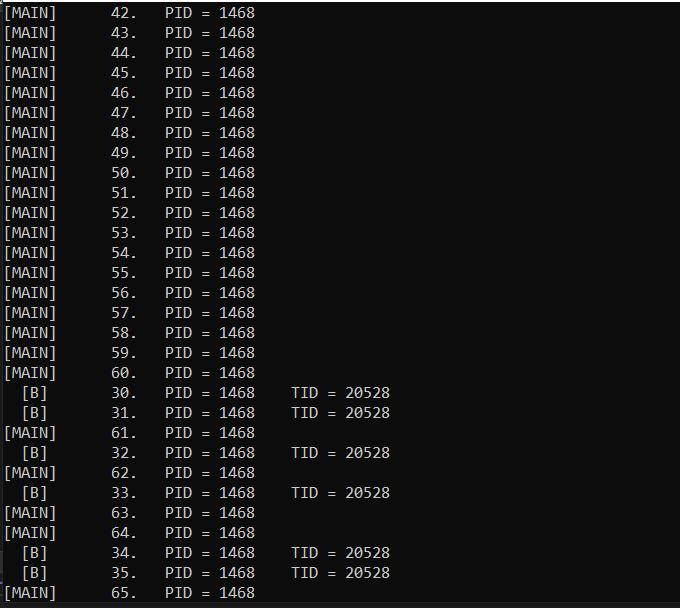 [MAIN]      42.   PID = 1468
[MAIN]      43.   PID = 1468
[MAIN]      44.   PID = 1468
[MAIN]      45.   PID = 1468
[MAIN]      46.   PID = 1468
[MAIN]      47.   PID = 1468
[MAIN]      48.   PID = 1468
[MAIN]      49.   PID = 1468
[MAIN]      50.   PID = 1468
[MAIN]      51.   PID = 1468
[MAIN]      52.   PID = 1468
[MAIN]      53.   PID = 1468
[MAIN]      54.   PID = 1468
[MAIN]      55.   PID = 1468
[MAIN]      56.   PID = 1468
[MAIN]      57.   PID = 1468
[MAIN]      58.   PID = 1468
[MAIN]      59.   PID = 1468
[MAIN]      60.   PID = 1468
  [B]       30.   PID = 1468    TID = 20528
  [B]       31.   PID = 1468    TID = 20528
[MAIN]      61.   PID = 1468
  [B]       32.   PID = 1468    TID = 20528
[MAIN]      62.   PID = 1468
  [B]       33.   PID = 1468    TID = 20528
[MAIN]      63.   PID = 1468
[MAIN]      64.   PID = 1468
  [B]       34.   PID = 1468    TID = 20528
  [B]       35.   PID = 1468    TID = 20528
[MAIN]      65.   PID = 1468